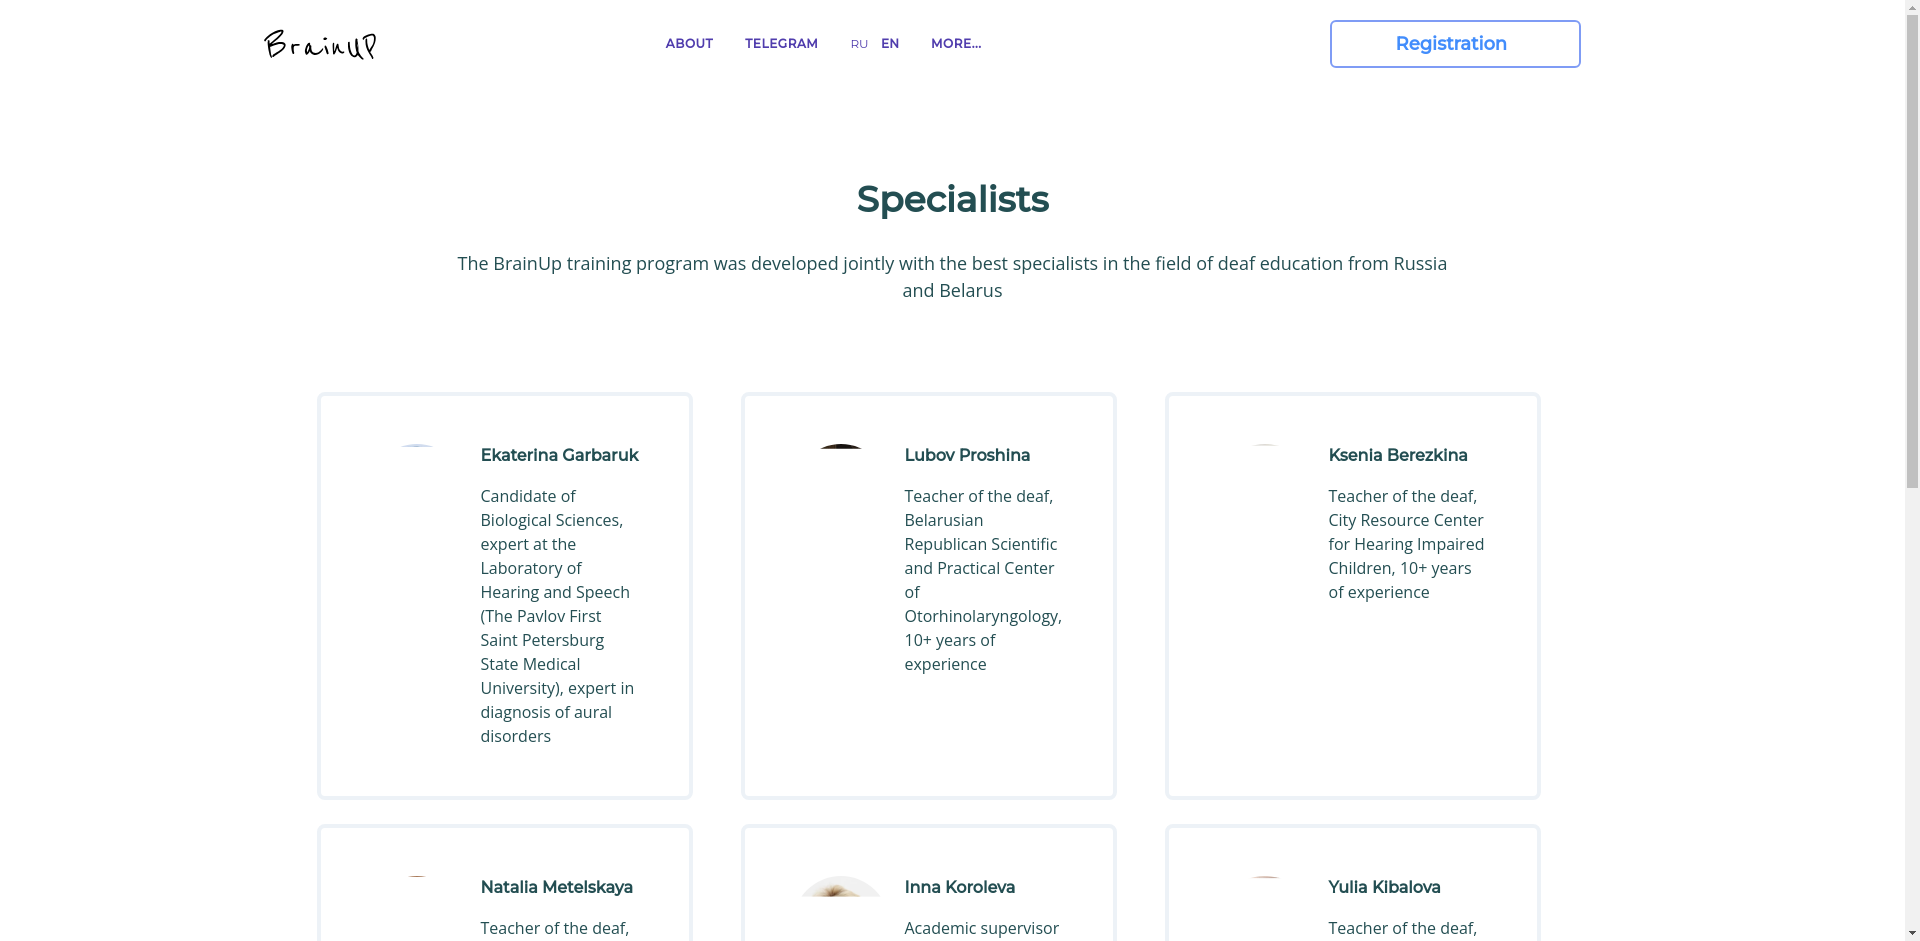 BrainUP
ABOUT
TELEGRAM
RU
EN
MORE...
Registration
Specialists
The BrainUp training program was developed jointly with the best specialists in the field of deaf education from Russia
and Belarus
Ekaterina Garbaruk
Candidate of
Biological Sciences,
expert at the
Laboratory of
Hearing and Speech
(The Pavlov First
Saint Petersburg
State Medical
University), expert in
diagnosis of aural
disorders
Lubov Proshina
Teacher of the deaf,
Belarusian
Republican Scientific
and Practical Center
of
Otorhinolaryngology,
10+ years of
experience
Ksenia Berezkina
Teacher of the deaf,
City Resource Center
for Hearing Impaired
Children, 10+ years
of experience
Natalia Metelskaya
Teacher of the deaf,
Inna Koroleva
Academic supervisor
Yulia Kibalova
Teacher of the deaf,